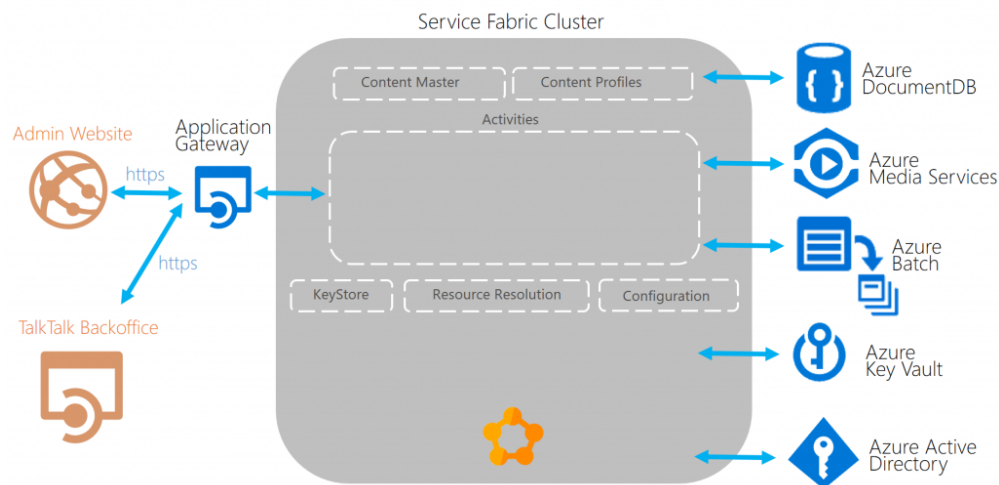 Service Fabric Cluster
Content Master
Content Profiles
Azure
DocumentDB
Activities
Admin Website
Application
Gateway
https
https
Azure
Media Services
Azure
Batch
KeyStore
Resource Resolution
Configuration
TalkTalk Backoffice
Azure
Key Vault
Azure Active
Directory